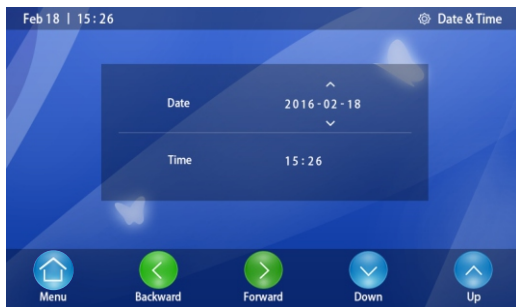 Feb 18 | 15:26 Date & Time
Date 2016-02-18
Time 15:26
Menu Backward Forward Down Up